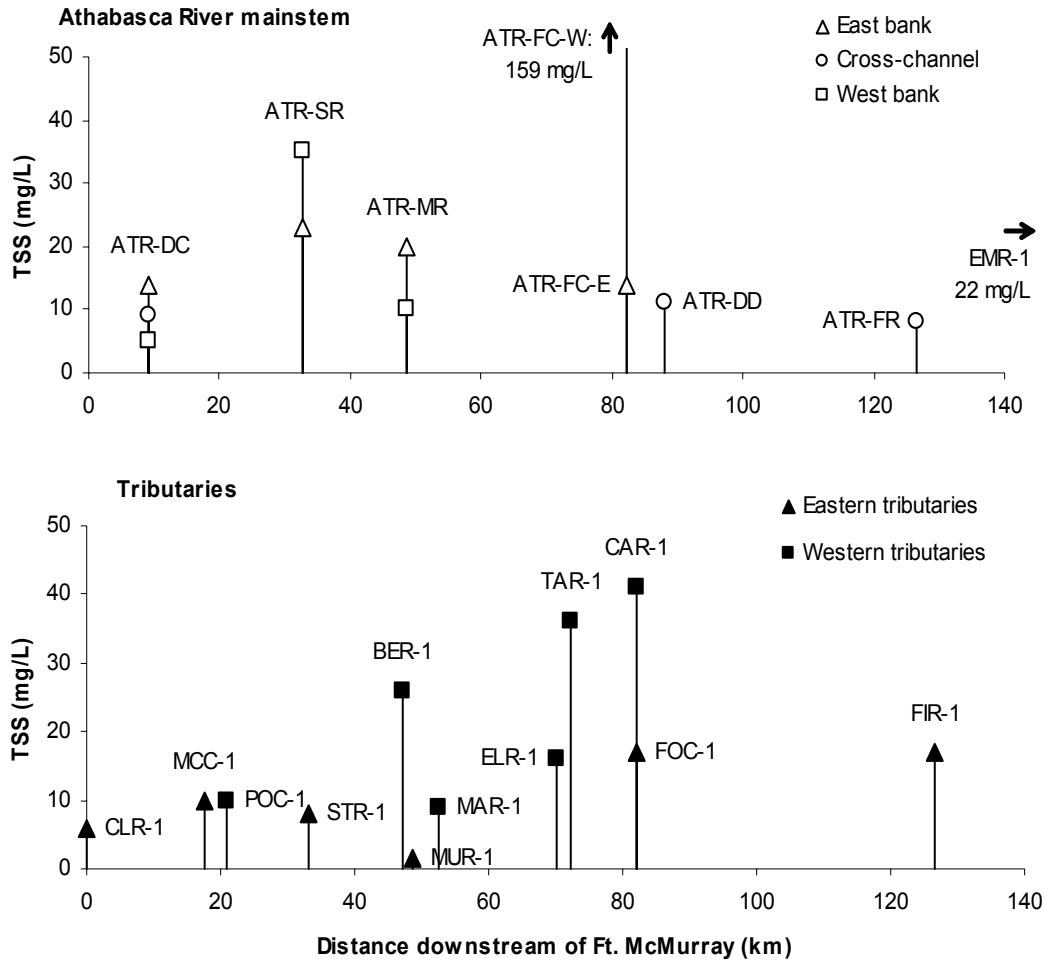 Athabasca River mainstem
East bank
Cross-channel
West bank
ATR-FC-W:
159 mg/L
TSS (mg/L)
50
40
30
20
10
0
ATR-DC
ATR-SR
ATR-MR
ATR-FC-E
ATR-DD
ATR-FR
EMR-1
22 mg/L
0 20 40 60 80 100 120 140
Tributaries
Eastern tributaries
Western tributaries
TSS (mg/L)
50
40
30
20
10
0
CLR-1
MCC-1
POC-1
STR-1
BER-1
MUR-1
MAR-1
ELR-1
TAR-1
CAR-1
FOC-1
FIR-1
0 20 40 60 80 100 120 140
Distance downstream of Ft. McMurray (km)